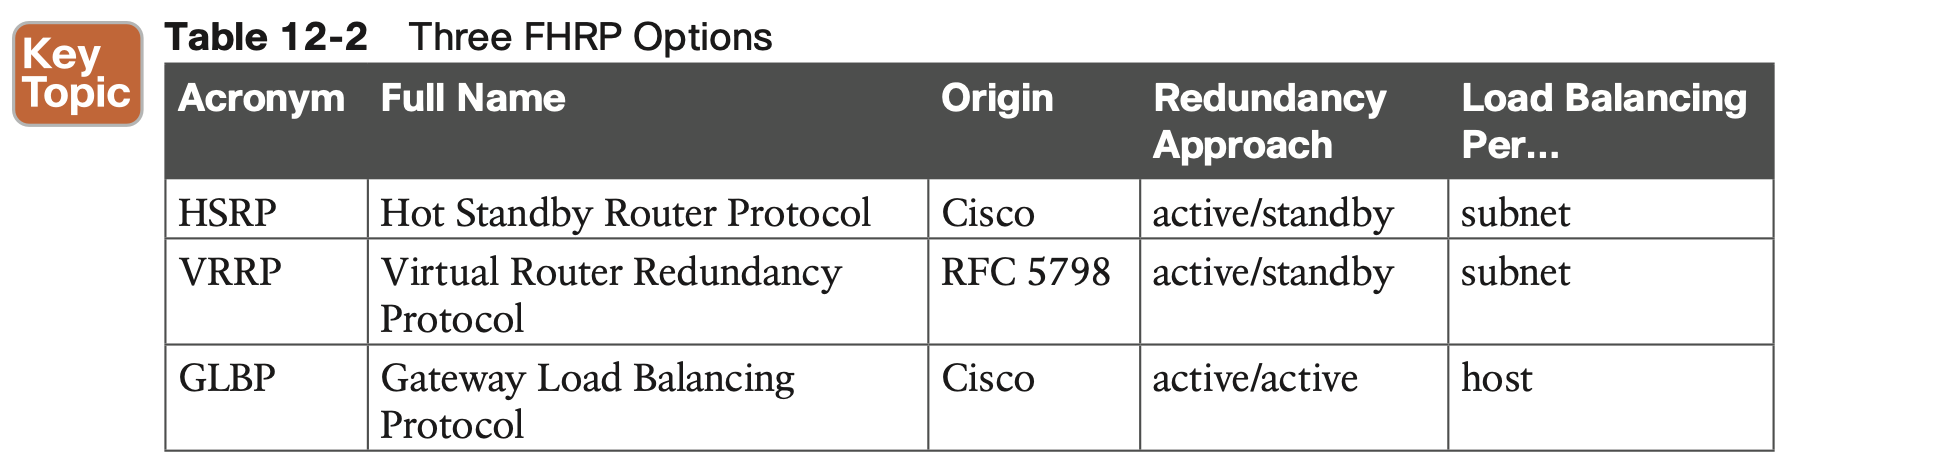 Key
Topic
Table 12-2 Three FHRP Options
Acronym Full Name Origin Redundancy Approach Load Balancing Per...
HSRP Hot Standby Router Protocol Cisco active/standby subnet
VRRP Virtual Router Redundancy Protocol RFC 5798 active/standby subnet
GLBP Gateway Load Balancing Protocol Cisco active/active host